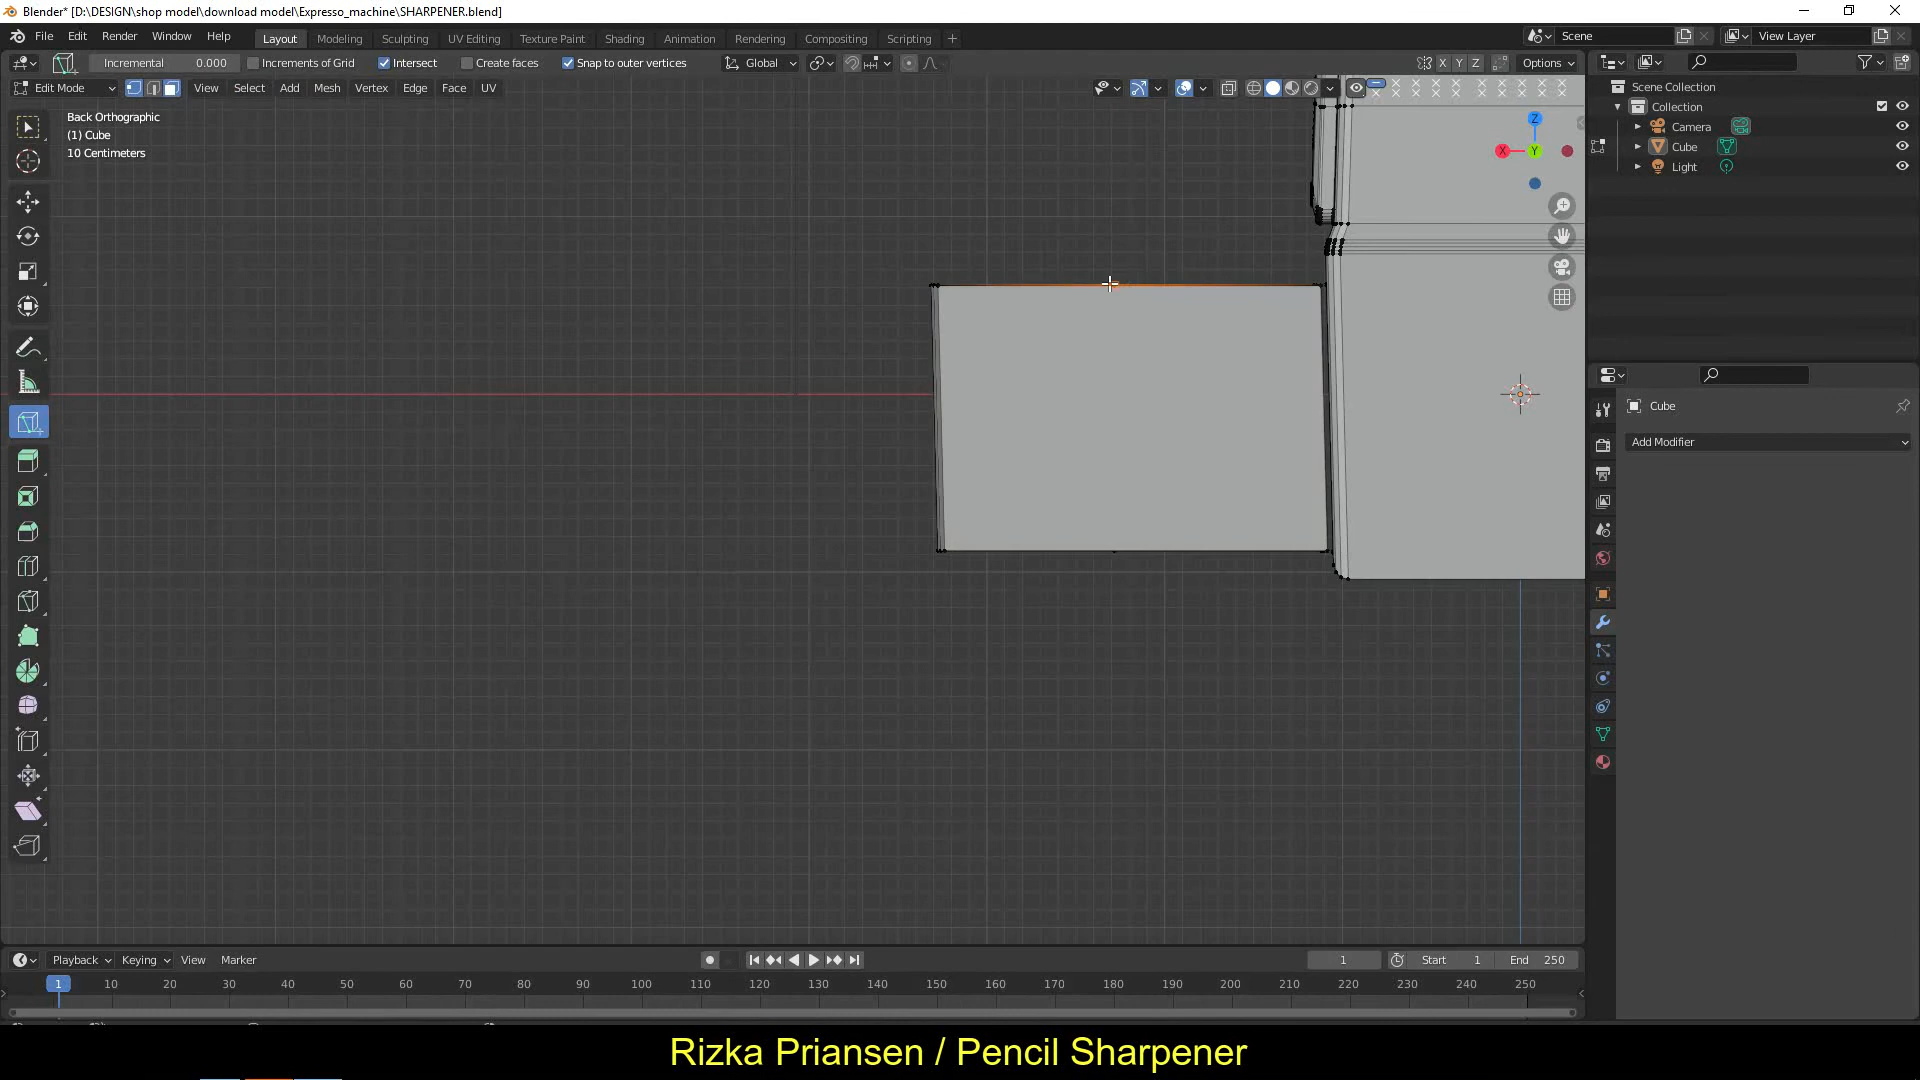 Blender* [D:\DESIGN\shop model\download model\Expresso_machine\SHARPENER.blend]
File Edit Render Window Help
Layout Modeling Sculpting UV Editing Texture Paint Shading Animation Rendering Compositing Scripting
Scene
View Layer
Incremental 0.000 Increments of Grid Intersect Create faces Snap to outer vertices Global X Y Z Options
Edit Mode View Select Add Mesh Vertex Edge Face UV
Back Orthographic
(1) Cube
10 Centimeters
Z
X
Y
Scene Collection
Collection
Camera
Cube
Light
Cube
Add Modifier
Playback Keying View Marker
1 Start 1 End 250
1 10 20 30 40 50 60 70 80 90 100 110 120 130 140 150 160 170 180 190 200 210 220 230 240 250
Rizka Priansen / Pencil Sharpener